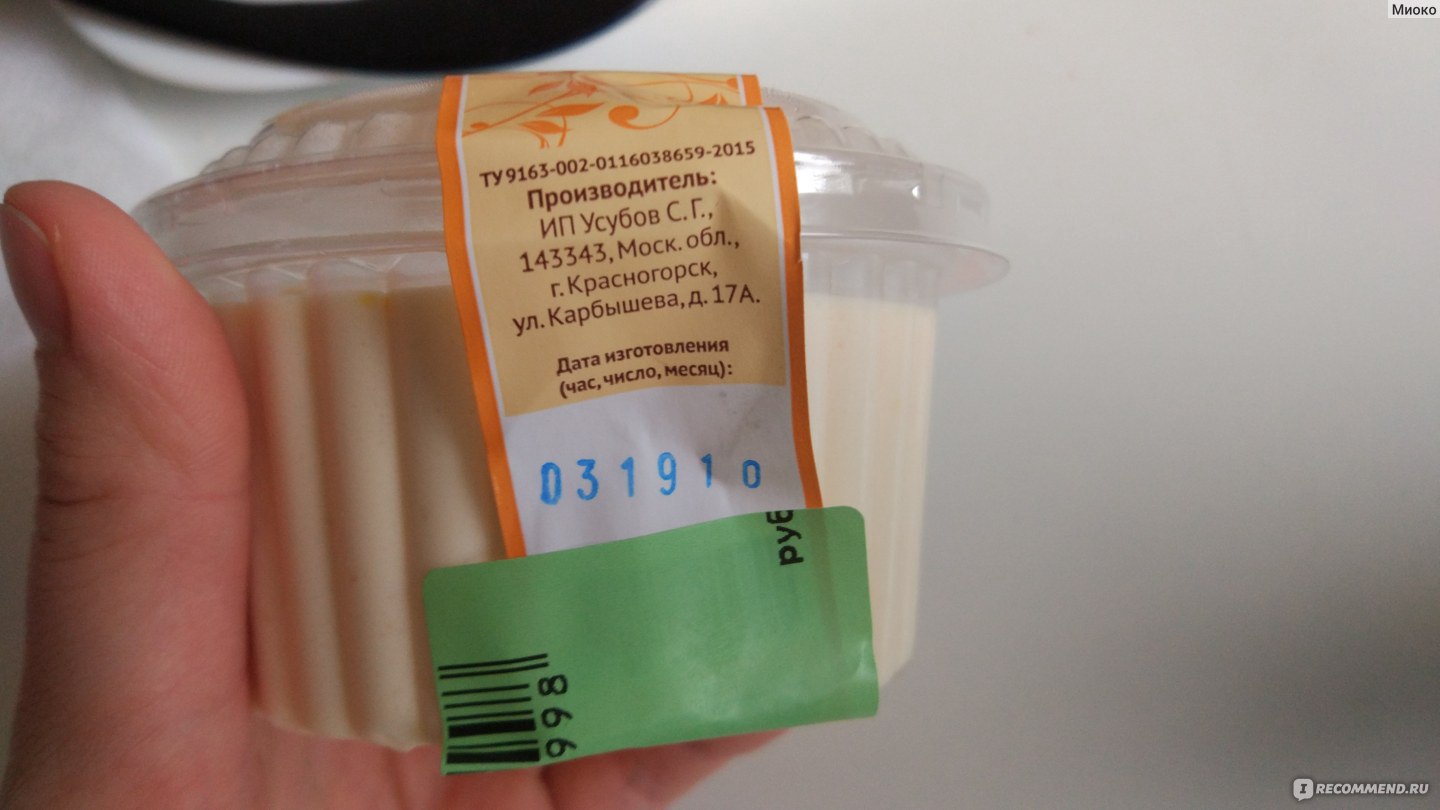 Миоко
ТУ 9163-002-0116038659-2015
Производитель:
ИП Усубов С. Г.,
143343, Моск. обл.,
г. Красногорск,
ул. Карбышева, д. 17А.
Дата изготовления
(час, число, месяц):
031910
руб
998
IRECOMMEND.RU